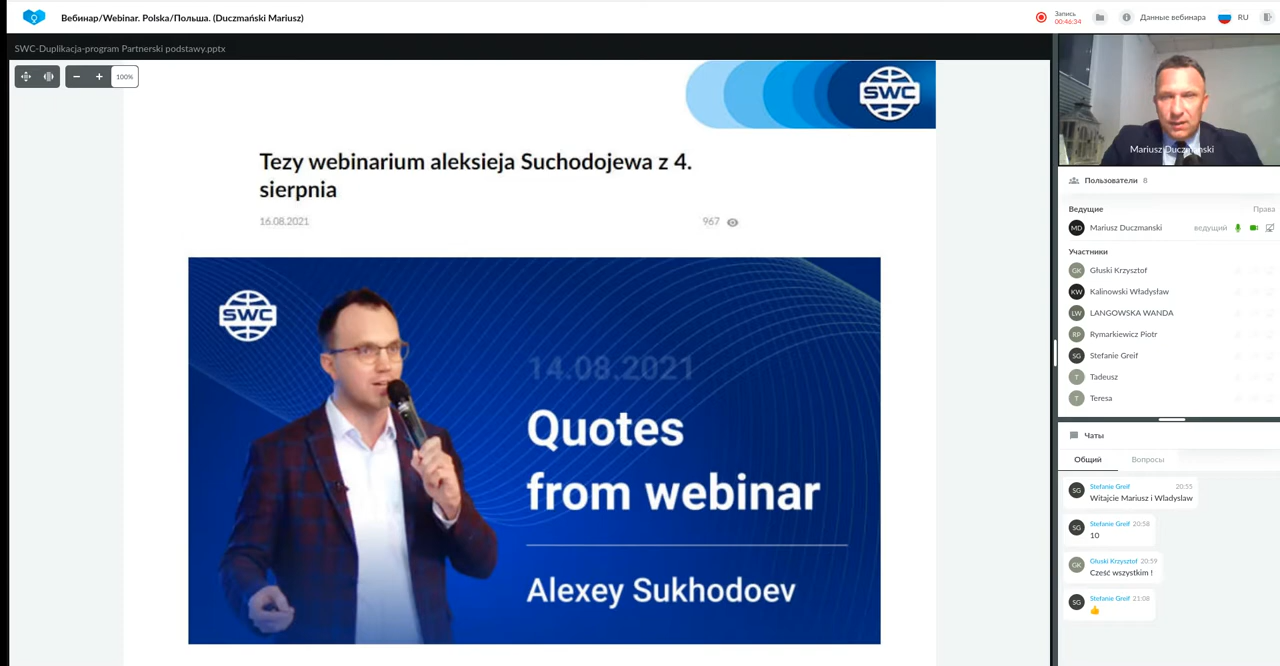 Вебинар/Webinar. Polska/Польша. (Duczmański Mariusz)
Запись
00:46:34
Данные вебинара
RU
SWC-Duplikacja-program Partnerski podstawy.pptx
100%
SWC
Tezy webinarium aleksieja Suchodojewa z 4.
sierpnia
16.08.2021
967
SWC
14.08.2021
Quotes
from webinar
Alexey Sukhodoev
Mariusz Duczmanski
Пользователи 8
Ведущие Права
MD Mariusz Duczmanski ведущий
Участники
GK Głuski Krzysztof
KW Kalinowski Władysław
LW LANGOWSKA WANDA
RP Rymarkiewicz Piotr
SG Stefanie Greif
T Tadeusz
T Teresa
Чаты
Общий Вопросы
SG Stefanie Greif 20:55
Witajcie Mariusz i Wladyslaw
SG Stefanie Greif 20:58
10
GK Głuski Krzysztof 20:59
Cześć wszystkim !
SG Stefanie Greif 21:08
👍